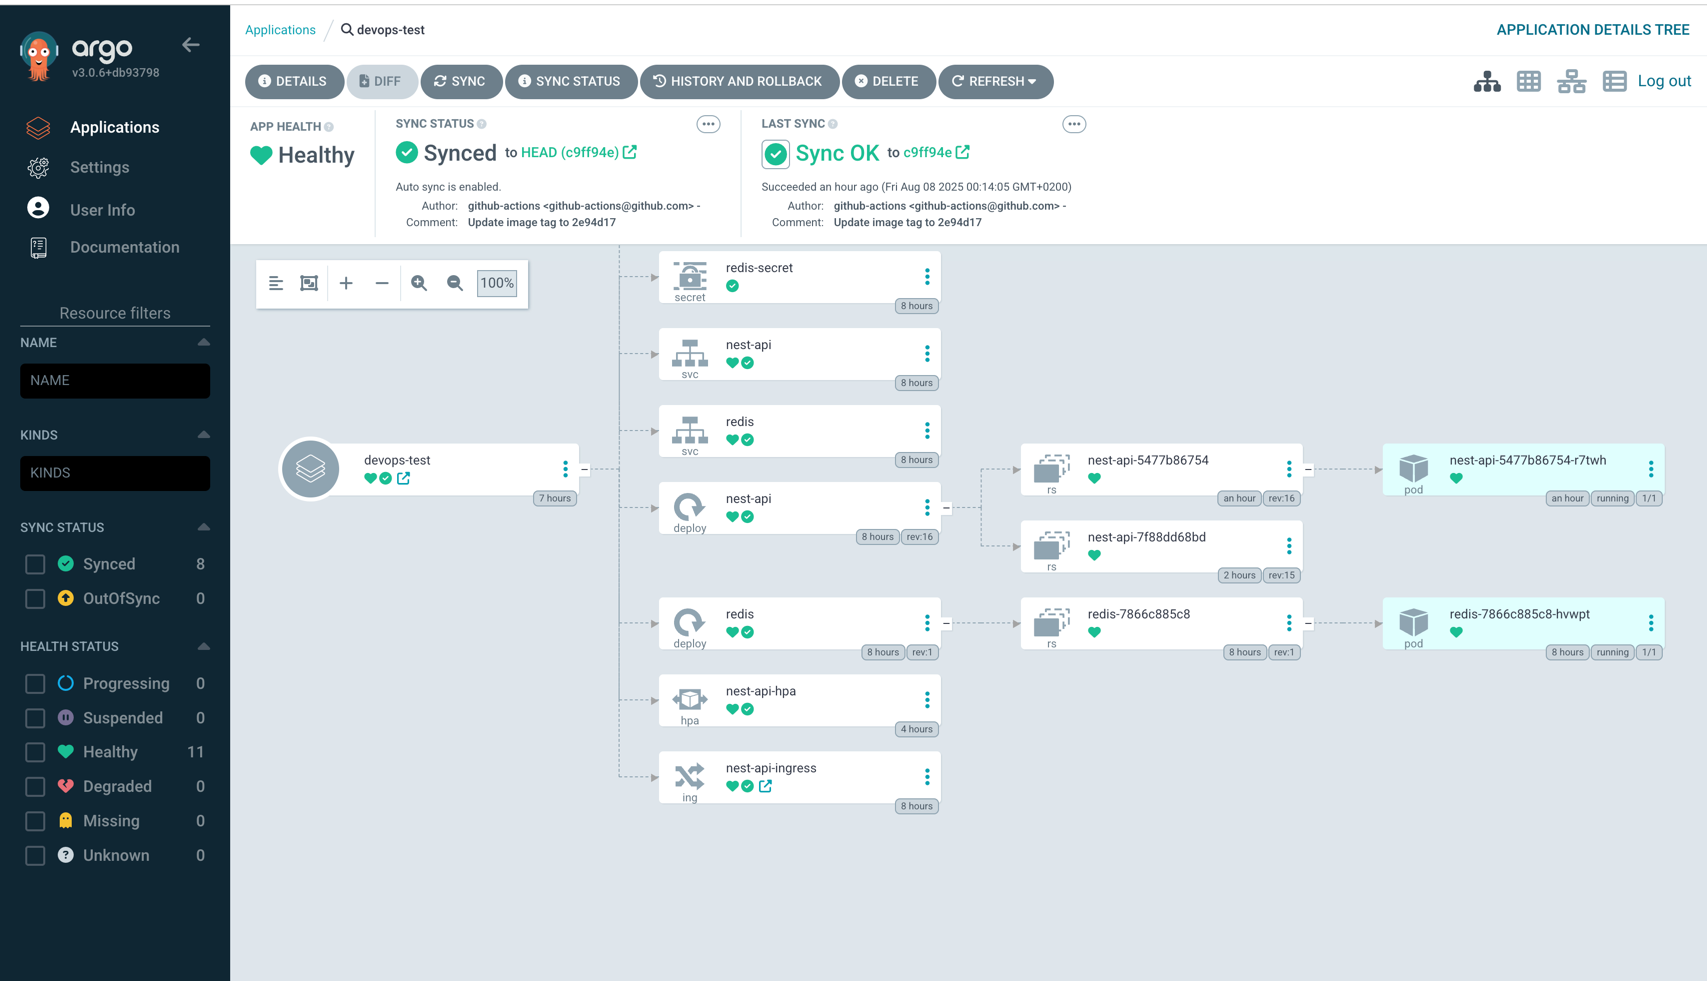 argo
v3.0.6+db93798
Applications
Settings
User Info
Documentation
Resource filters
NAME
NAME
KINDS
KINDS
SYNC STATUS
Synced 8
OutOfSync 0
HEALTH STATUS
Progressing 0
Suspended 0
Healthy 11
Degraded 0
Missing 0
Unknown 0
Applications / devops-test
APPLICATION DETAILS TREE
DETAILS DIFF SYNC SYNC STATUS HISTORY AND ROLLBACK DELETE REFRESH
Log out
APP HEALTH
Healthy
SYNC STATUS
Synced to HEAD (c9ff94e)
Auto sync is enabled.
Author: github-actions <github-actions@github.com> -
Comment: Update image tag to 2e94d17
LAST SYNC
Sync OK to c9ff94e
Succeeded an hour ago (Fri Aug 08 2025 00:14:05 GMT+0200)
Author: github-actions <github-actions@github.com> -
Comment: Update image tag to 2e94d17
100%
devops-test
7 hours
redis-secret
secret
8 hours
nest-api
svc
8 hours
redis
svc
8 hours
nest-api
deploy
8 hours rev:16
nest-api-5477b86754
rs
an hour rev:16
nest-api-5477b86754-r7twh
pod
an hour running 1/1
nest-api-7f88dd68bd
rs
2 hours rev:15
redis
deploy
8 hours rev:1
redis-7866c885c8
rs
8 hours rev:1
redis-7866c885c8-hvwpt
pod
8 hours running 1/1
nest-api-hpa
hpa
4 hours
nest-api-ingress
ing
8 hours